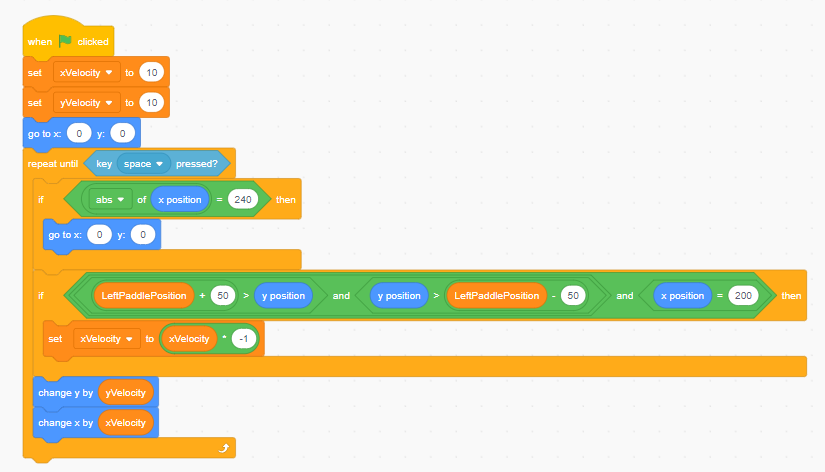 when clicked
set xVelocity to 10
set yVelocity to 10
go to x: 0 y: 0
repeat until key space pressed?
if abs of x position = 240 then
go to x: 0 y: 0
if LeftPaddlePosition + 50 > y position and y position > LeftPaddlePosition - 50 and x position = 200 then
set xVelocity to xVelocity * -1
change y by yVelocity
change x by xVelocity